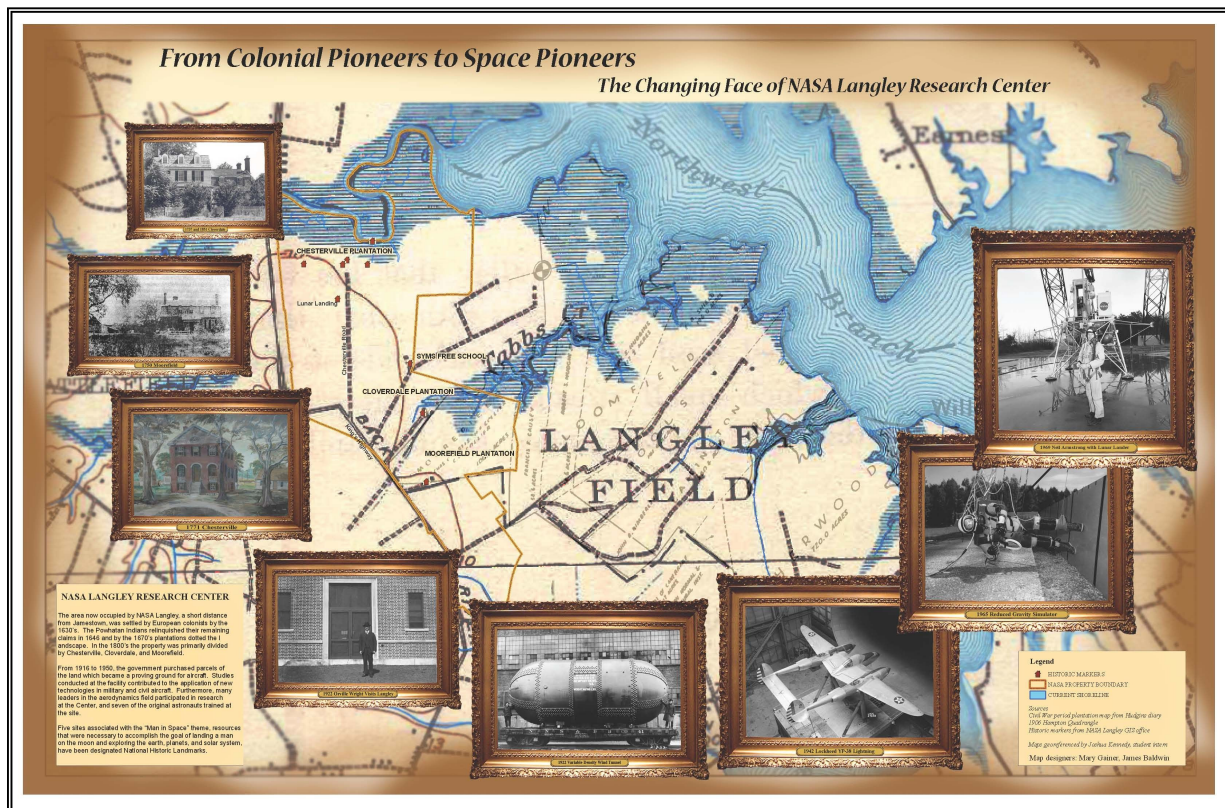 From Colonial Pioneers to Space Pioneers
The Changing Face of NASA Langley Research Center
Earnes
Northwest
Branch
CHESTERVILLE PLANTATION
Lunar Landing
Chesterville Road
1750 Moorefield
SYMS FREE SCHOOL
Tabbs Cr
CLOVERDALE PLANTATION
BACK
MOOREFIELD PLANTATION
LANGLEY
FIELD
1771 Chesterville
1969 Neil Armstrong with Lunar Lander
1965 Reduced Gravity Simulator
1922 Orville Wright Visits Langley
1922 Variable Density Wind Tunnel
1942 Lockheed YP-38 Lightning
NASA LANGLEY RESEARCH CENTER
The area now occupied by NASA Langley, a short distance
from Jamestown, was settled by European colonists by the
1630's. The Powhatan Indians relinquished their remaining
claims in 1646 and by the 1670's plantations dotted the l
andscape. In the 1800's the property was primarily divided
by Chesterville, Cloverdale, and Moorefield.
From 1916 to 1950, the government purchased parcels of
the land which became a proving ground for aircraft. Studies
conducted at the facility contributed to the application of new
technologies in military and civil aircraft. Furthermore, many
leaders in the aerodynamics field participated in research
at the Center, and seven of the original astronauts trained at
the site.
Five sites associated with the "Man in Space" theme, resources
that were necessary to accomplish the goal of landing a man
on the moon and exploring the earth, planets, and solar system,
have been designated National Historic Landmarks.
Legend
HISTORIC MARKERS
NASA PROPERTY BOUNDARY
CURRENT SHORELINE
Sources
Civil War period plantation map from Hudgins diary
1906 Hampton Quadrangle
Historic markers from NASA Langley GIS office
Maps georeferenced by Joshua Kennedy, student intern
Map designers: Mary Gainer, James Baldwin